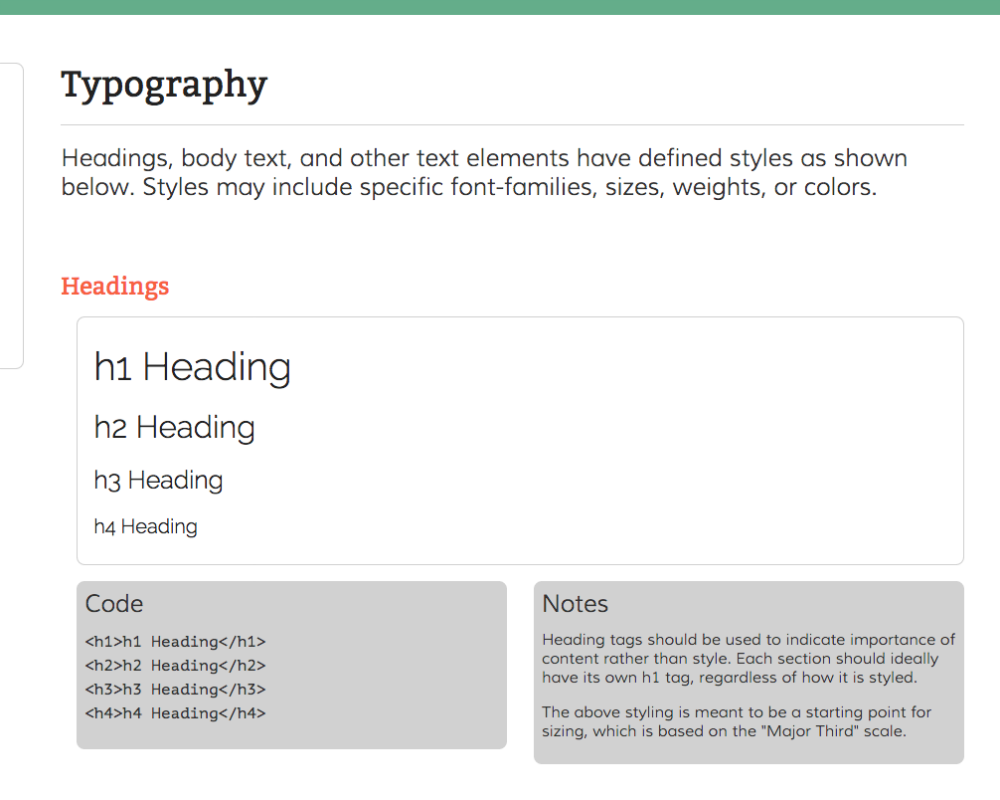 Typography
Headings, body text, and other text elements have defined styles as shown
below. Styles may include specific font-families, sizes, weights, or colors.
Headings
h1 Heading
h2 Heading
h3 Heading
h4 Heading
Code
<h1>h1 Heading</h1>
<h2>h2 Heading</h2>
<h3>h3 Heading</h3>
<h4>h4 Heading</h4>
Notes
Heading tags should be used to indicate importance of
content rather than style. Each section should ideally
have its own h1 tag, regardless of how it is styled.
The above styling is meant to be a starting point for
sizing, which is based on the "Major Third" scale.